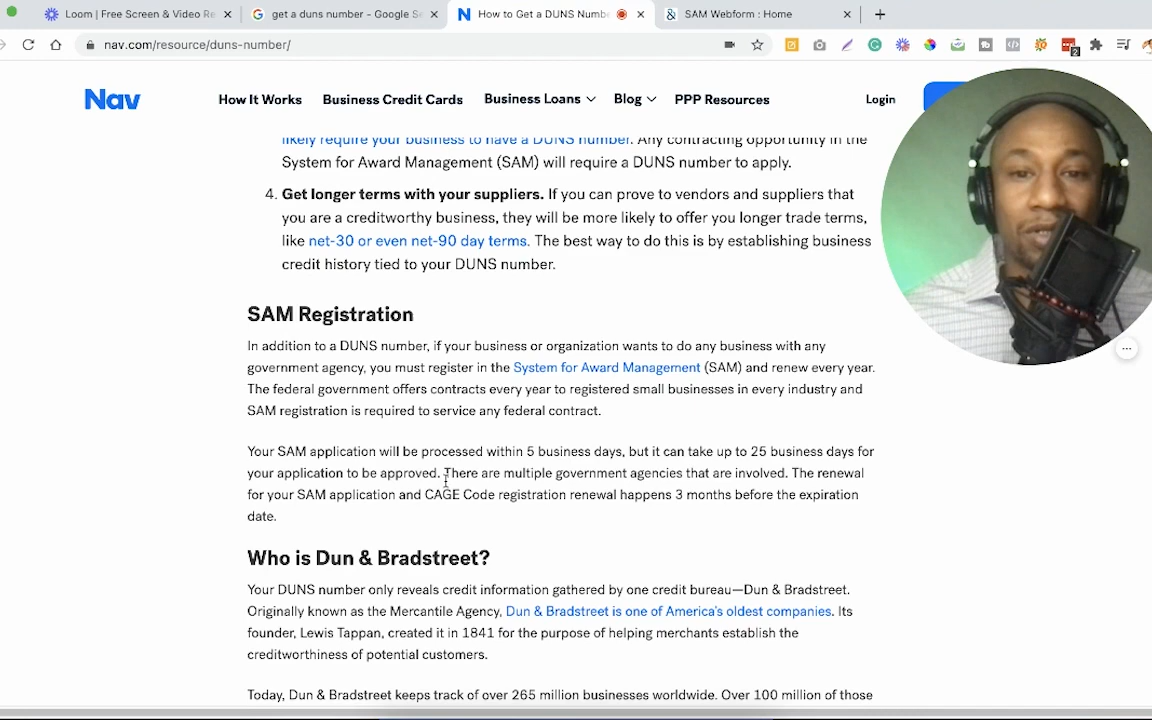 Loom | Free Screen & Video Re
get a duns number - Google Se
How to Get a DUNS Numb
SAM Webform : Home
nav.com/resource/duns-number/
2
Nav
How It Works
Business Credit Cards
Business Loans
Blog
PPP Resources
Login
likely require your business to have a DUNS number. Any contracting opportunity in the
System for Award Management (SAM) will require a DUNS number to apply.
4. Get longer terms with your suppliers. If you can prove to vendors and suppliers that
you are a creditworthy business, they will be more likely to offer you longer trade terms,
like net-30 or even net-90 day terms. The best way to do this is by establishing business
credit history tied to your DUNS number.
SAM Registration
In addition to a DUNS number, if your business or organization wants to do any business with any
government agency, you must register in the System for Award Management (SAM) and renew every year.
The federal government offers contracts every year to registered small businesses in every industry and
SAM registration is required to service any federal contract.
Your SAM application will be processed within 5 business days, but it can take up to 25 business days for
your application to be approved. There are multiple government agencies that are involved. The renewal
for your SAM application and CAGE Code registration renewal happens 3 months before the expiration
date.
Who is Dun & Bradstreet?
Your DUNS number only reveals credit information gathered by one credit bureau—Dun & Bradstreet.
Originally known as the Mercantile Agency, Dun & Bradstreet is one of America's oldest companies. Its
founder, Lewis Tappan, created it in 1841 for the purpose of helping merchants establish the
creditworthiness of potential customers.
Today, Dun & Bradstreet keeps track of over 265 million businesses worldwide. Over 100 million of those